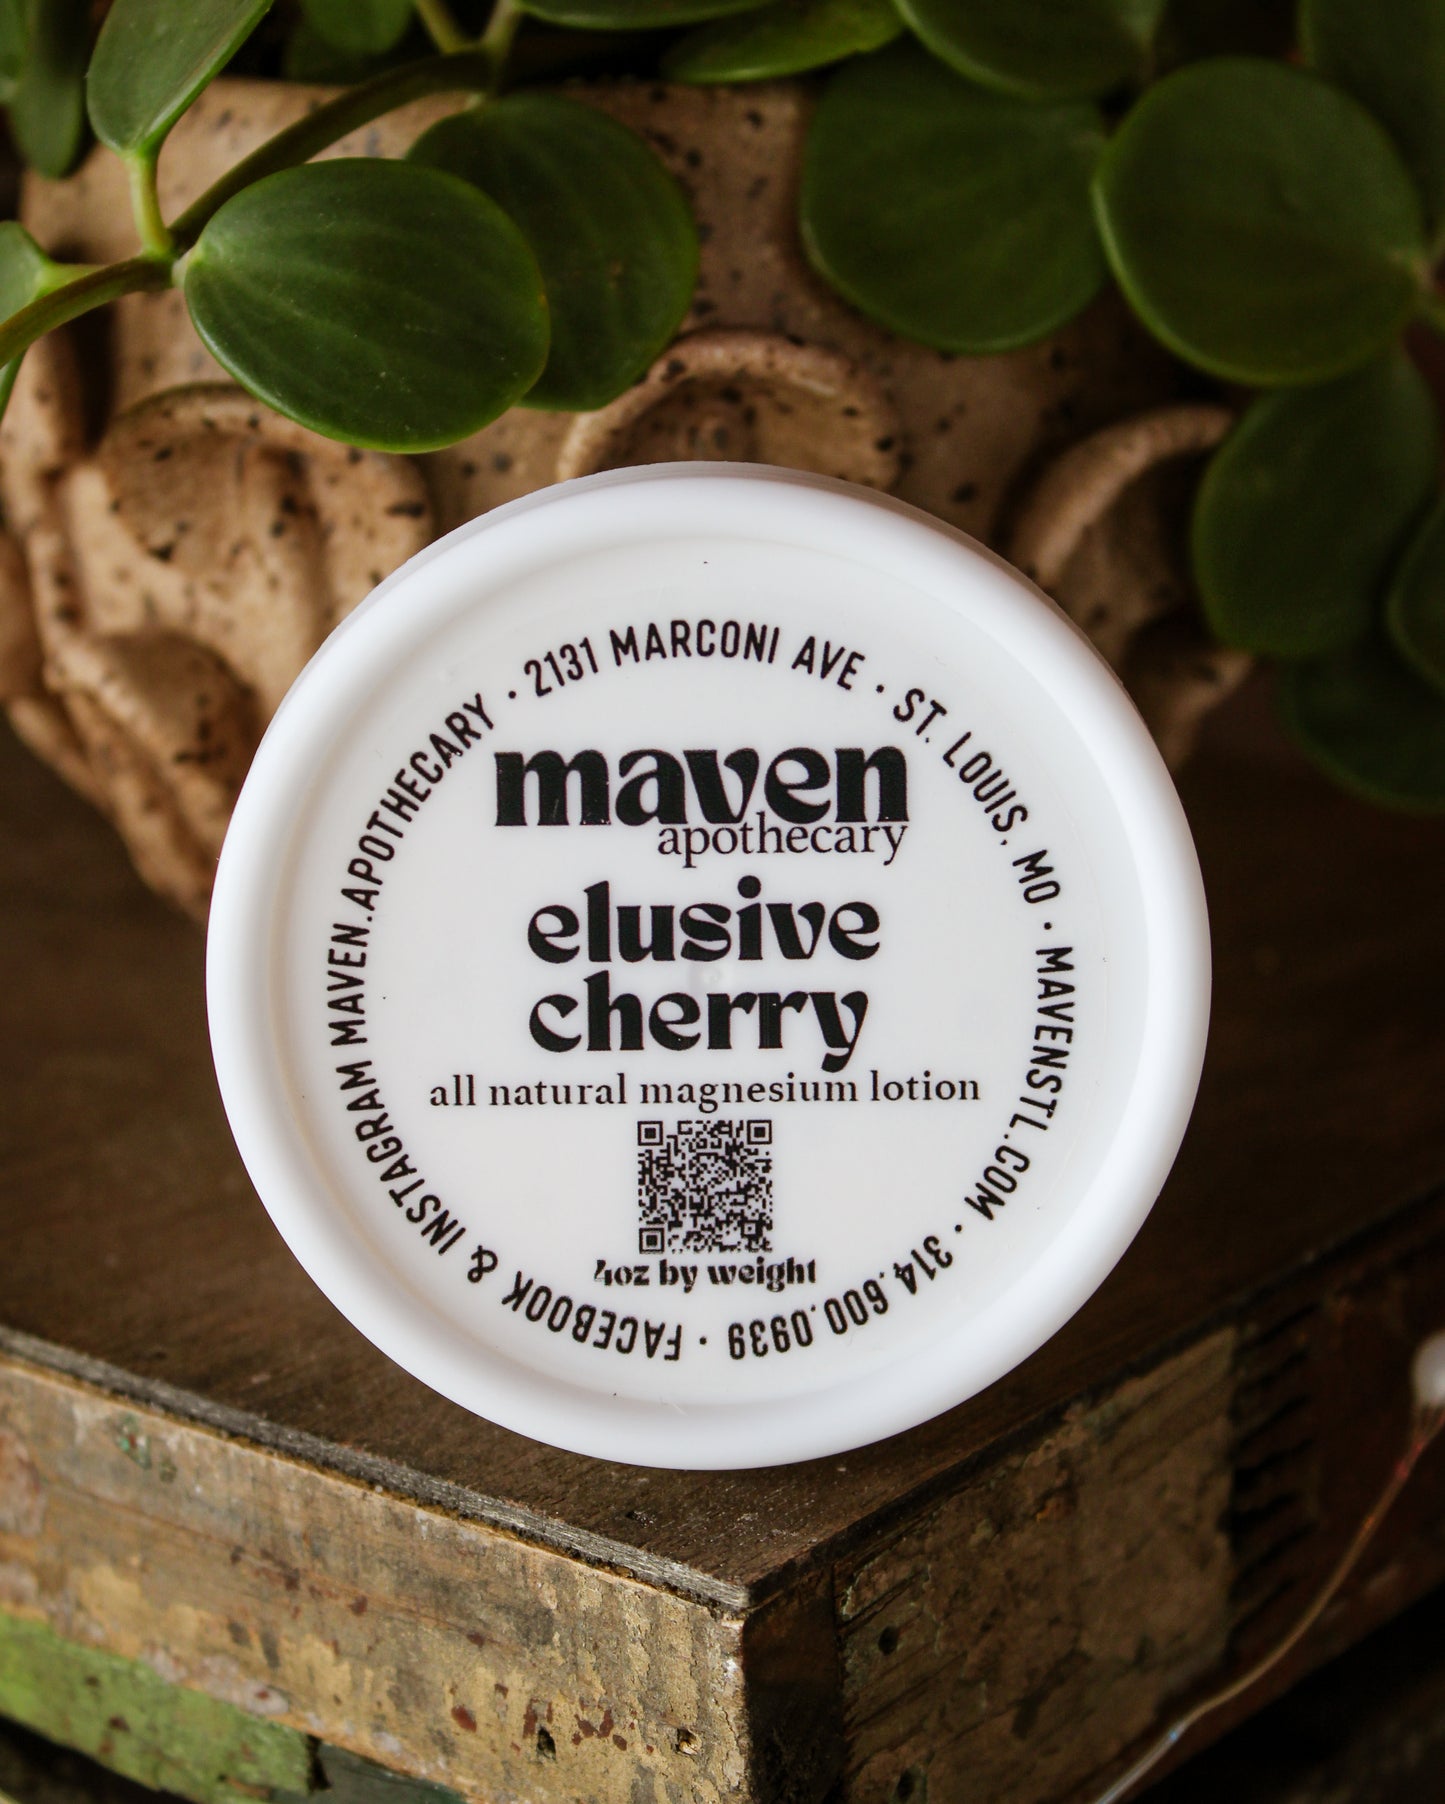 2131 MARCONI AVE · ST. LOUIS, MO · MAVENSTL.COM · 314.600.0939 · FACEBOOK & INSTAGRAM MAVEN.APOTHECARY ·
maven
apothecary
elusive
cherry
all natural magnesium lotion
4oz by weight